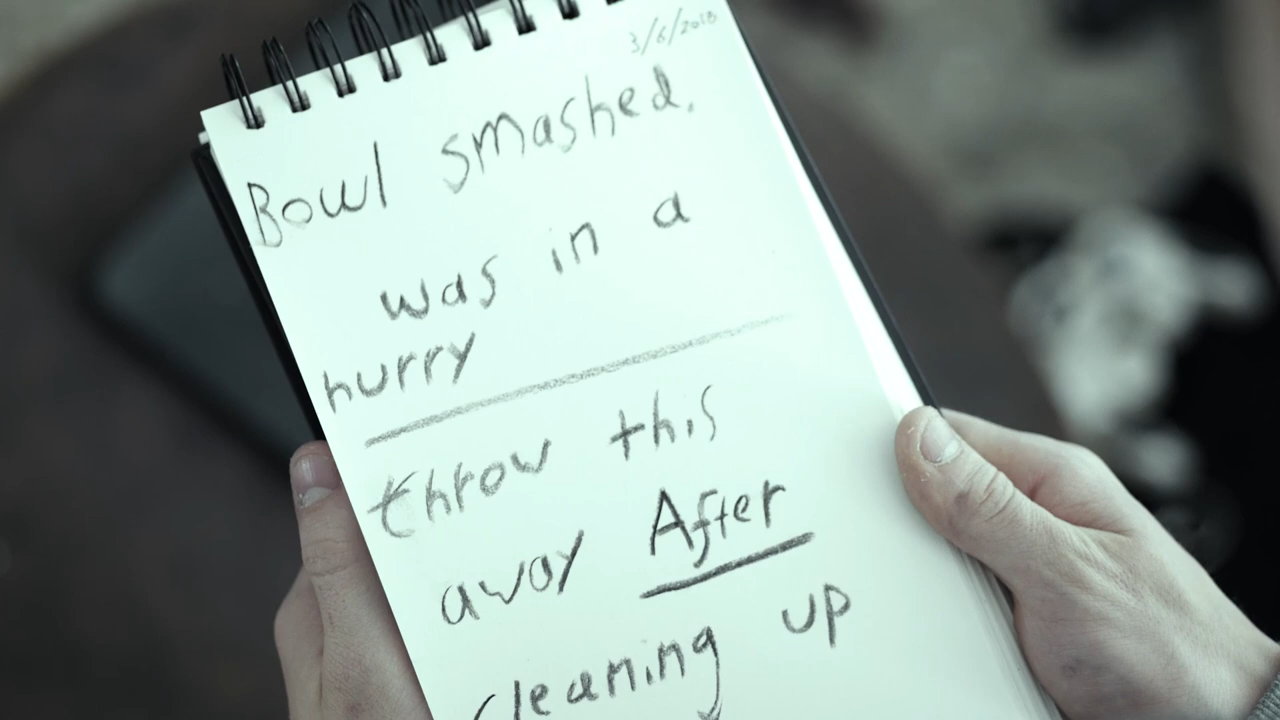 3/6/2018
Bowl smashed.
was in a
hurry
throw this
away After
cleaning up